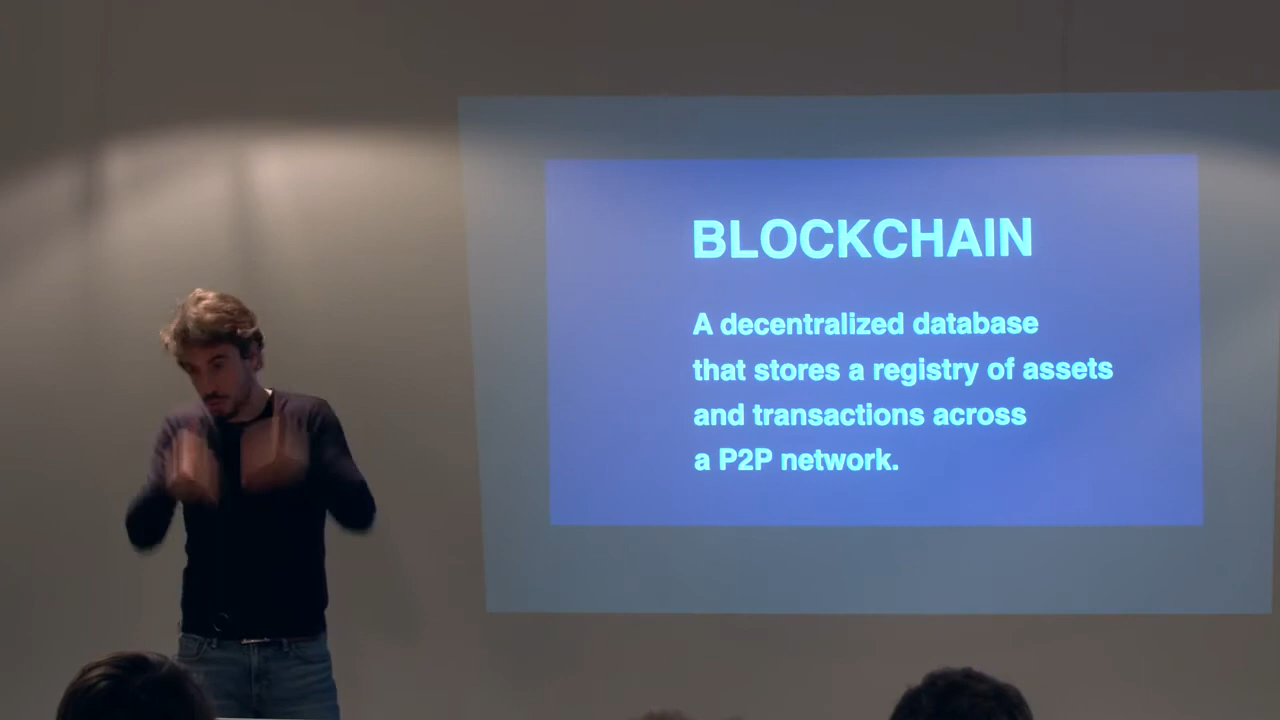 BLOCKCHAIN
A decentralized database
that stores a registry of assets
and transactions across
a P2P network.